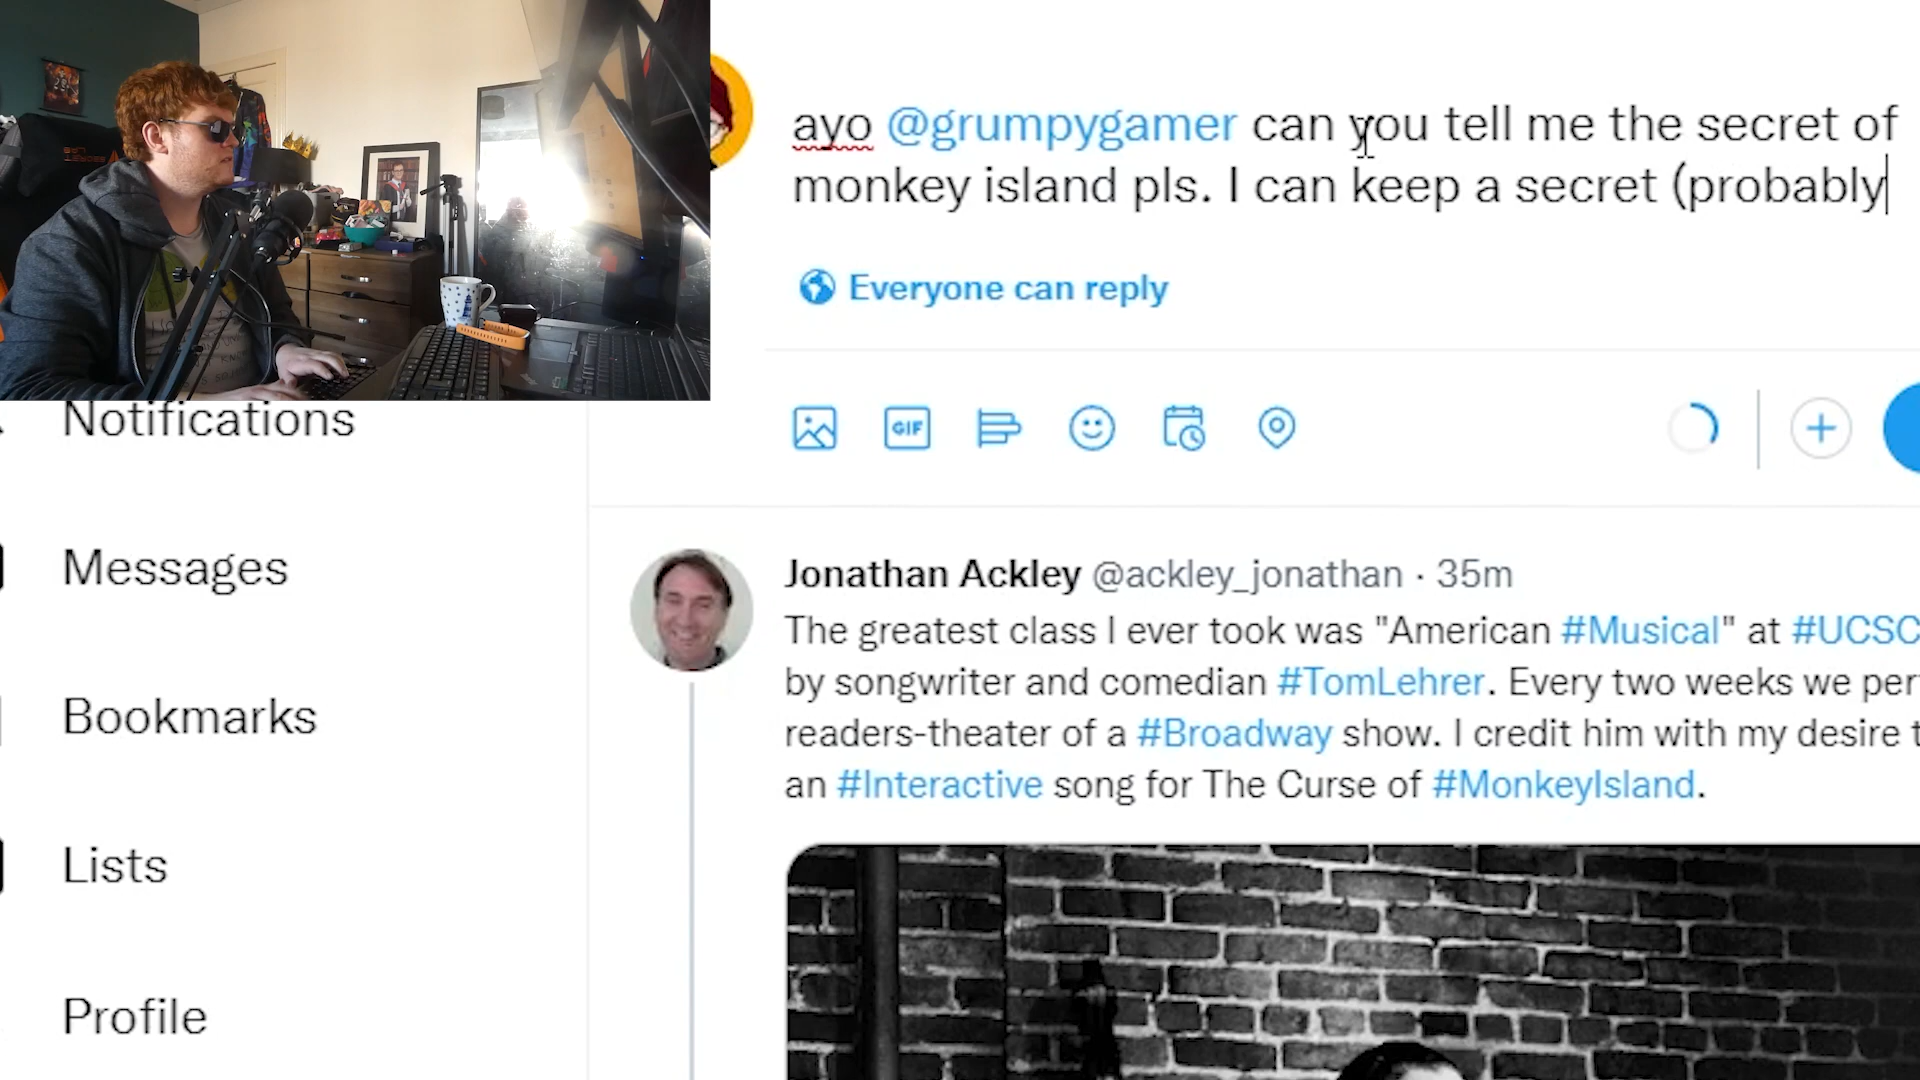 ayo @grumpygamer can you tell me the secret of
monkey island pls. I can keep a secret (probably
Everyone can reply
GIF
Notifications
Messages
Bookmarks
Lists
Profile
Jonathan Ackley @ackley_jonathan · 35m
The greatest class I ever took was "American #Musical" at #UCSC
by songwriter and comedian #TomLehrer. Every two weeks we per
readers-theater of a #Broadway show. I credit him with my desire t
an #Interactive song for The Curse of #MonkeyIsland.